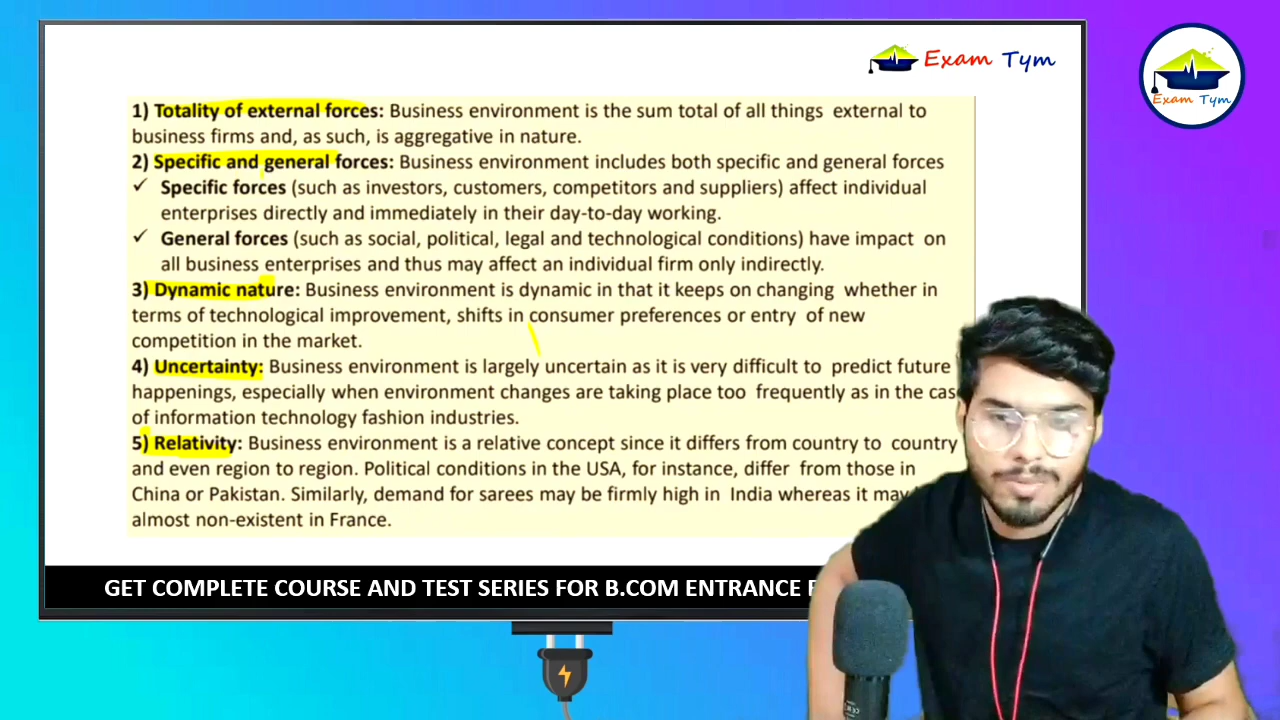 Exam Tym
Exam Tym
1) Totality of external forces: Business environment is the sum total of all things external to
business firms and, as such, is aggregative in nature.
2) Specific and general forces: Business environment includes both specific and general forces
✓ Specific forces (such as investors, customers, competitors and suppliers) affect individual
enterprises directly and immediately in their day-to-day working.
✓ General forces (such as social, political, legal and technological conditions) have impact on
all business enterprises and thus may affect an individual firm only indirectly.
3) Dynamic nature: Business environment is dynamic in that it keeps on changing whether in
terms of technological improvement, shifts in consumer preferences or entry of new
competition in the market.
4) Uncertainty: Business environment is largely uncertain as it is very difficult to predict future
happenings, especially when environment changes are taking place too frequently as in the
of information technology fashion industries.
5) Relativity: Business environment is a relative concept since it differs from country to country
and even region to region. Political conditions in the USA, for instance, differ from those in
China or Pakistan. Similarly, demand for sarees may be firmly high in India whereas it may
almost non-existent in France.
GET COMPLETE COURSE AND TEST SERIES FOR B.COM ENTRANCE